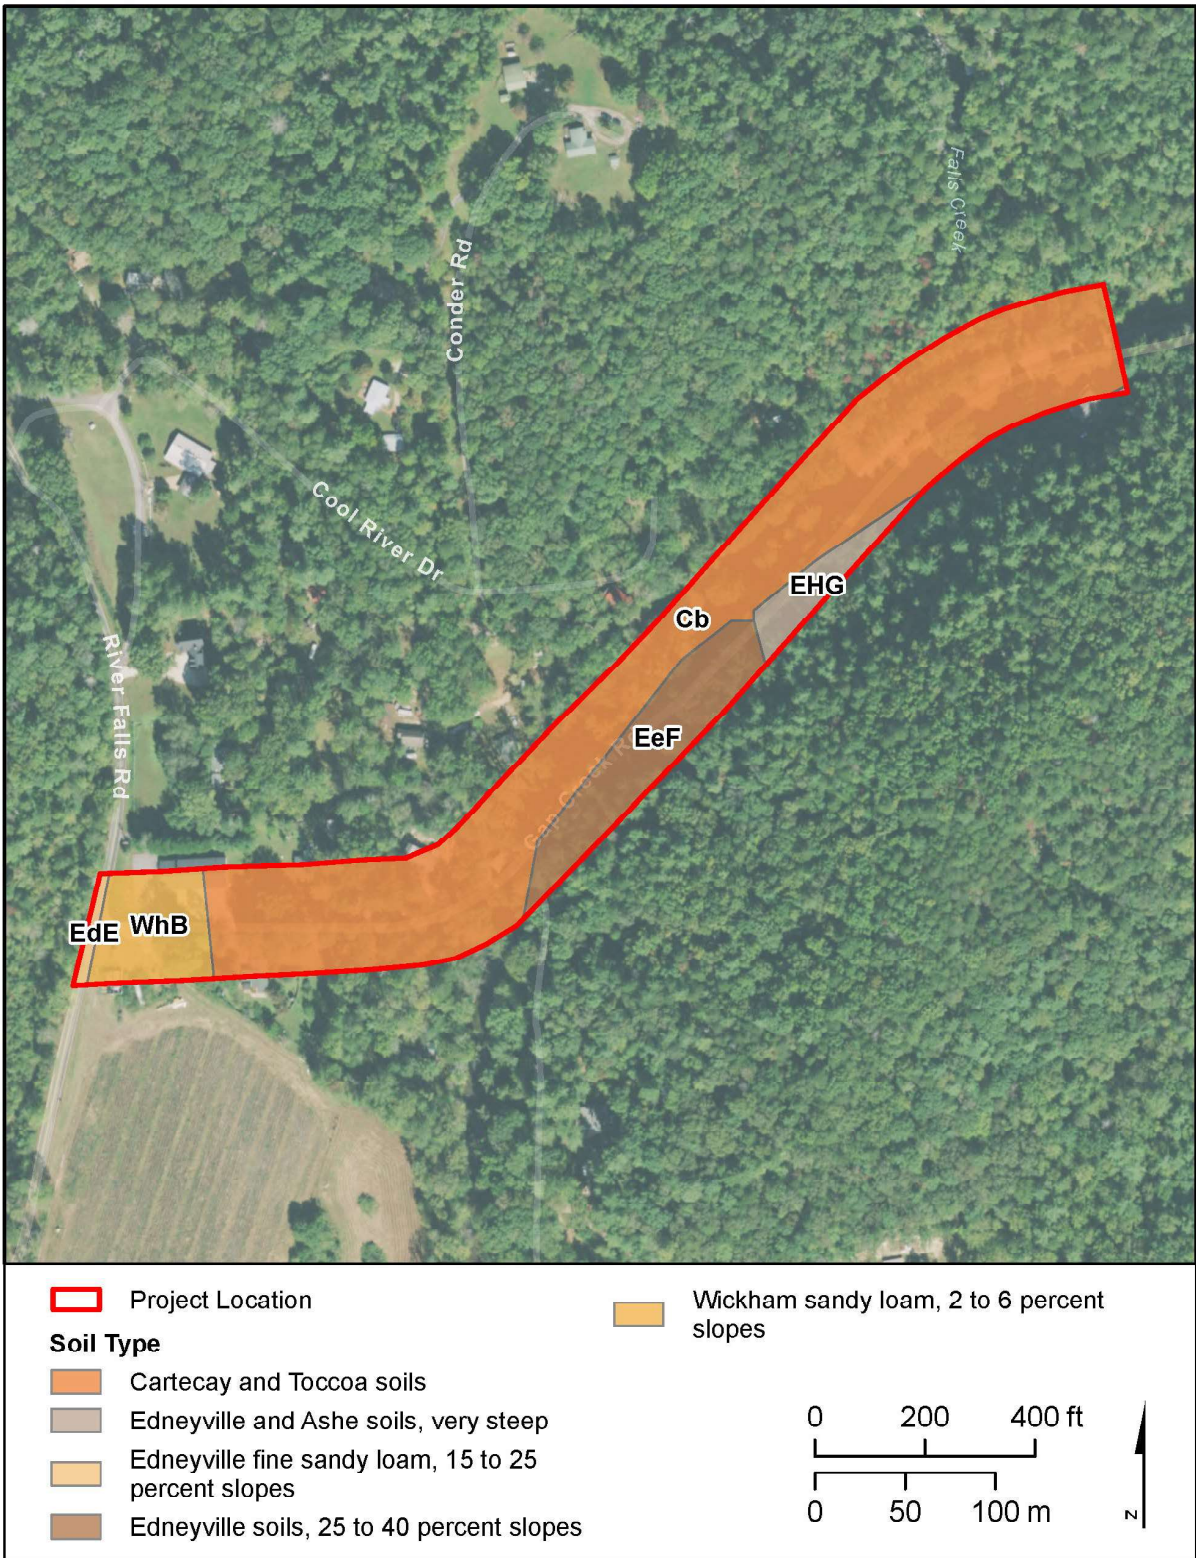 Falls Creek
Conder Rd
Cool River Dr
River Falls Rd
EHG
Cb
EeF
Gap Creek Rd
EdE
WhB
Project Location
Soil Type
Cartecay and Toccoa soils
Edneyville and Ashe soils, very steep
Edneyville fine sandy loam, 15 to 25
percent slopes
Edneyville soils, 25 to 40 percent slopes
Wickham sandy loam, 2 to 6 percent
slopes
0 200 400 ft
0 50 100 m
N